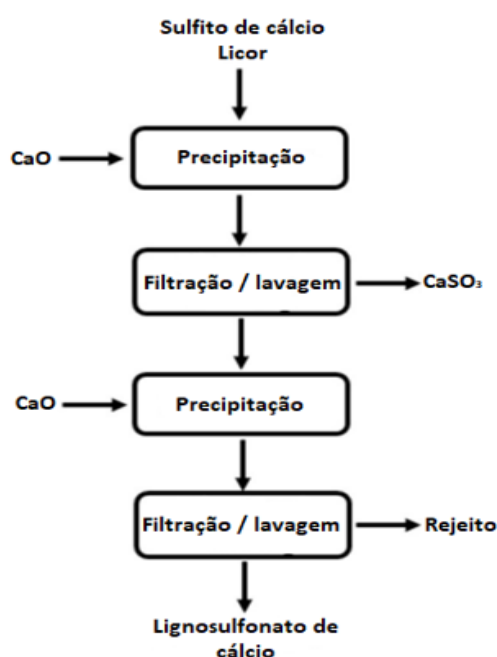 Sulfito de cálcio
Licor
CaO
Precipitação
Filtração / lavagem
CaSO₃
CaO
Precipitação
Filtração / lavagem
Rejeito
Lignosulfonato de
cálcio